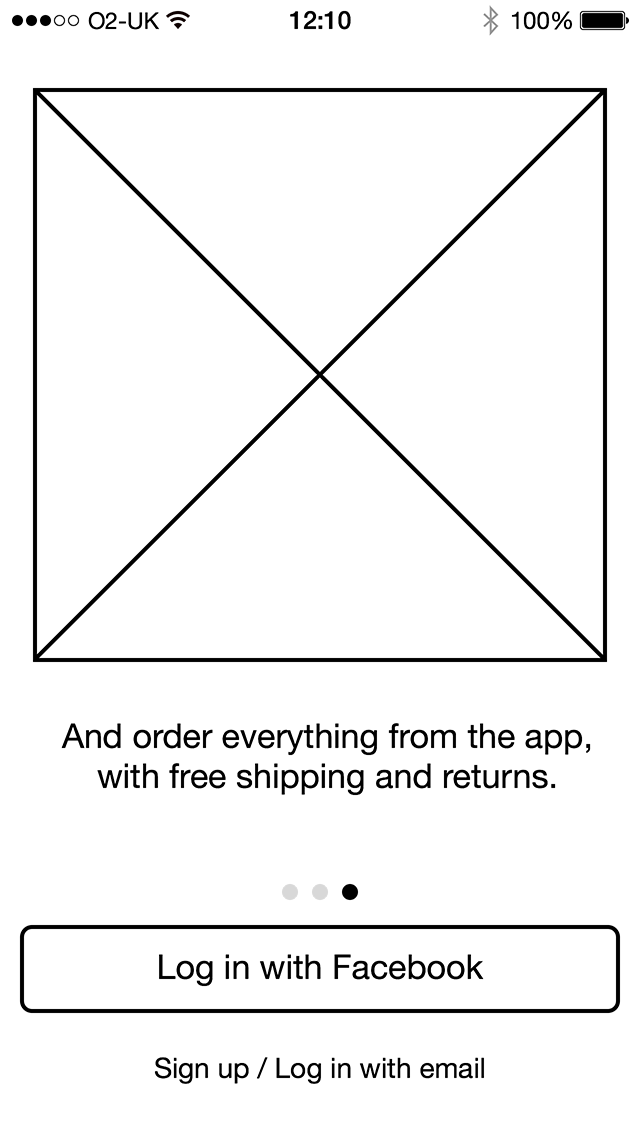 O2-UK 12:10 100%
And order everything from the app,
with free shipping and returns.
Log in with Facebook
Sign up / Log in with email